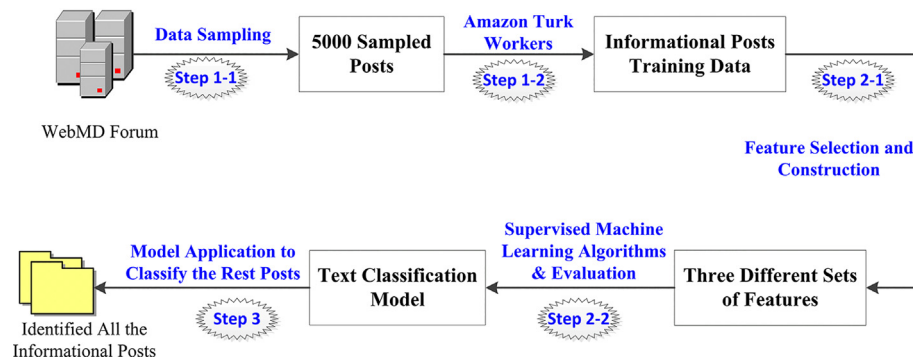 Data Sampling
Step 1-1
WebMD Forum
5000 Sampled
Posts
Amazon Turk
Workers
Step 1-2
Informational Posts
Training Data
Step 2-1
Feature Selection and
Construction
Three Different Sets
of Features
Supervised Machine
Learning Algorithms
& Evaluation
Step 2-2
Text Classification
Model
Model Application to
Classify the Rest Posts
Step 3
Identified All the
Informational Posts